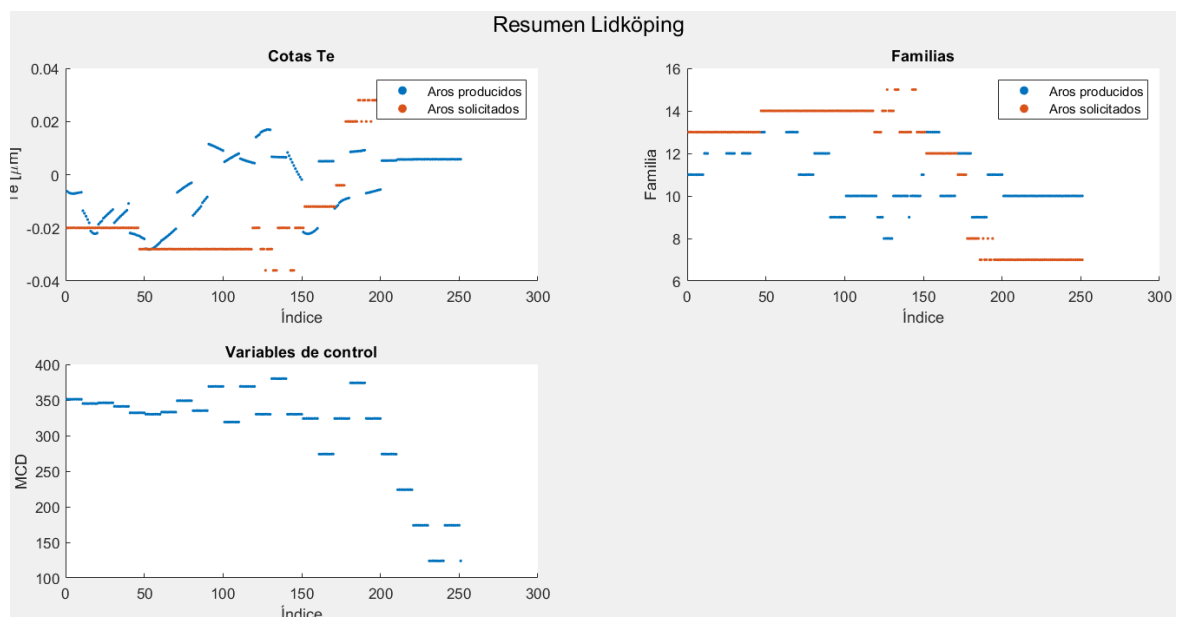 Resumen Lidköping
Cotas Te
0.04
0.02
0
-0.02
-0.04
Te [μm]
0 50 100 150 200 250 300
Índice
Aros producidos
Aros solicitados
Familias
16
14
12
10
8
6
Familia
0 50 100 150 200 250 300
Índice
Aros producidos
Aros solicitados
Variables de control
400
350
300
250
200
150
100
MCD
0 50 100 150 200 250 300
Índice